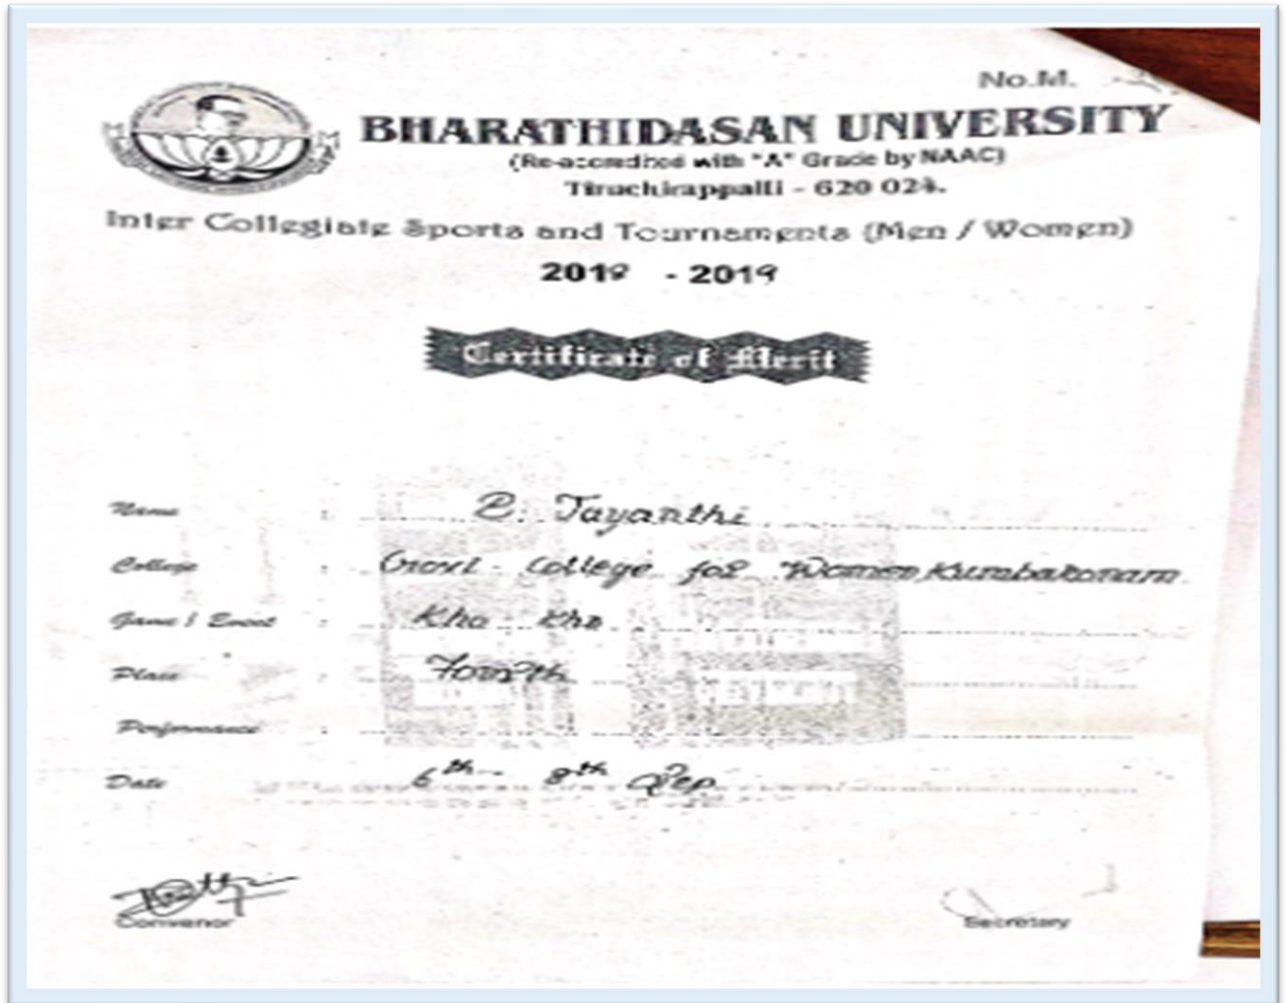 No.M.
BHARATHIDASAN UNIVERSITY
(Re-accredited with "A" Grade by NAAC)
Tiruchirappalli - 620 024.
Inter Collegiate Sports and Tournaments (Men / Women)
2018 - 2019
Certificate of Merit
Name : P. Jayanthi
College : Govt. College for Women Kumbakonam
Game / Event : Kho Kho
Place : Fourth
Performance :
Date 6th - 8th Sep
Convenor Secretary